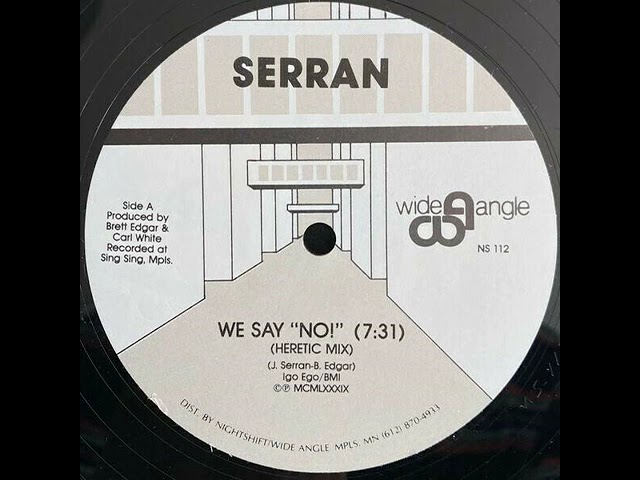 SERRAN
Side A
Produced by
Brett Edgar &
Carl White
Recorded at
Sing Sing, Mpls.
wide angle
NS 112
WE SAY "NO!" (7:31)
(HERETIC MIX)
(J. Serran-B. Edgar)
Igo Ego/BMI
©℗ MCMLXXXIX
DIST. BY NIGHTSHIFT/WIDE ANGLE MPLS. MN (612) 870-4933